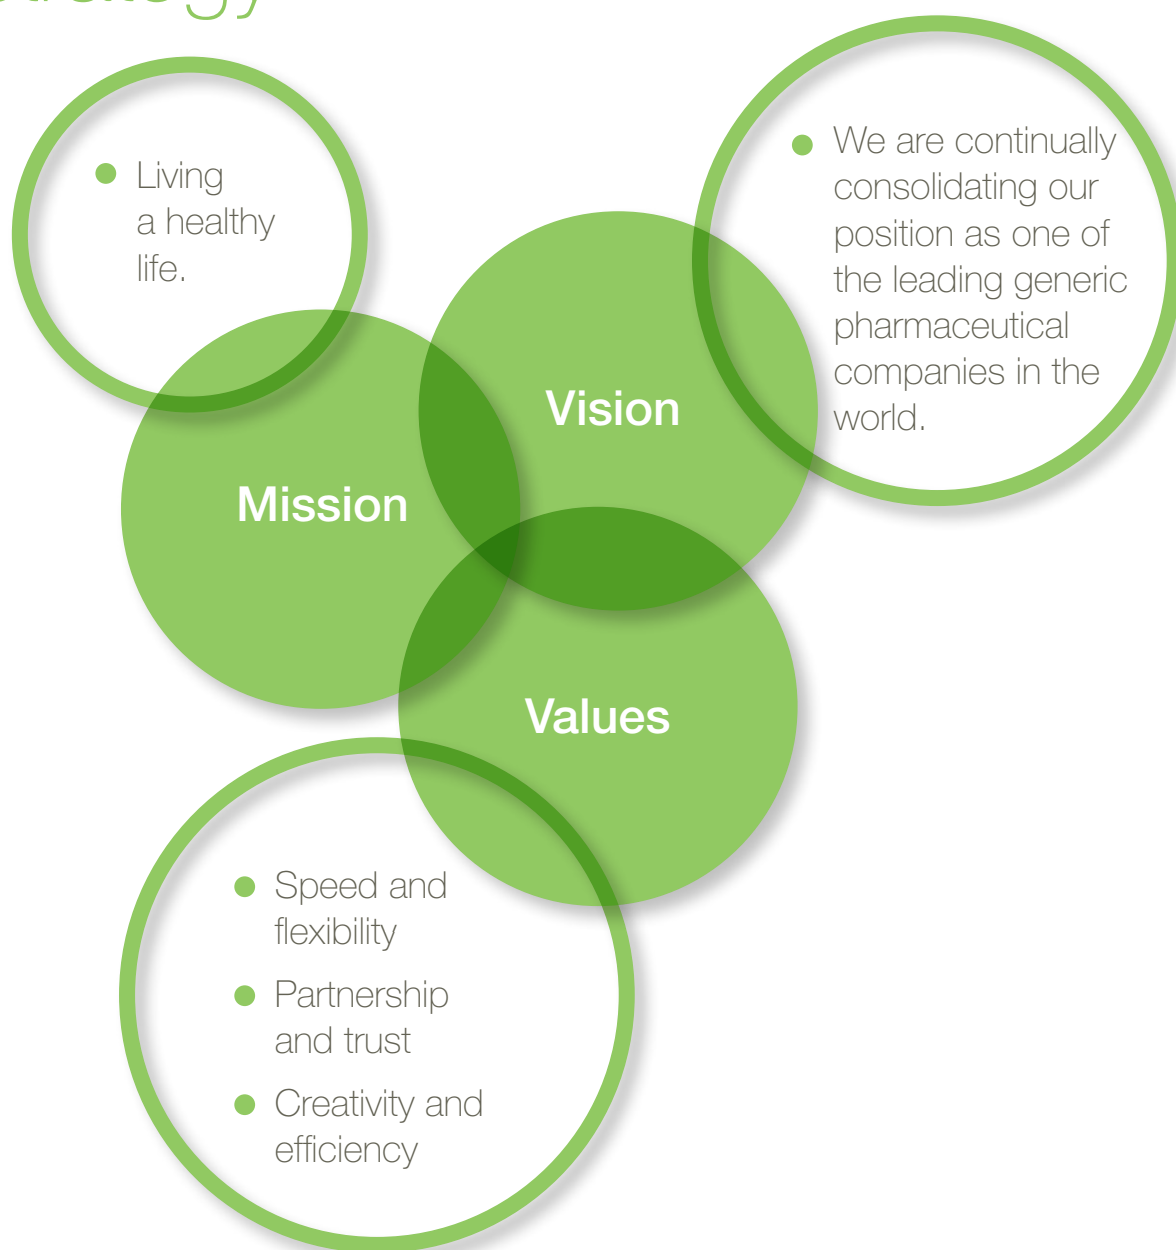 Living
a healthy
life.
We are continually
consolidating our
position as one of
the leading generic
pharmaceutical
companies in the
world.
Vision
Mission
Values
Speed and
flexibility
Partnership
and trust
Creativity and
efficiency